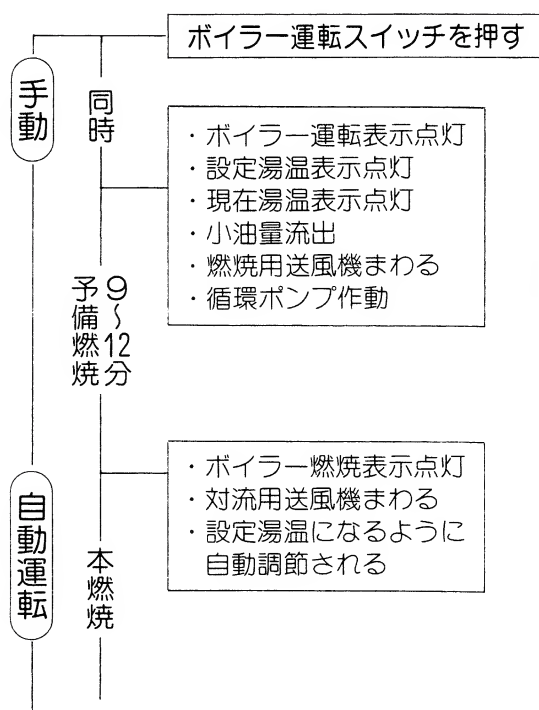 ボイラー運転スイッチを押す
手動
同時
・ボイラー運転表示点灯
・設定湯温表示点灯
・現在湯温表示点灯
・小油量流出
・燃焼用送風機まわる
・循環ポンプ作動
9～12分
予備燃焼
・ボイラー燃焼表示点灯
・対流用送風機まわる
・設定湯温になるように
自動調節される
自動運転
本燃焼